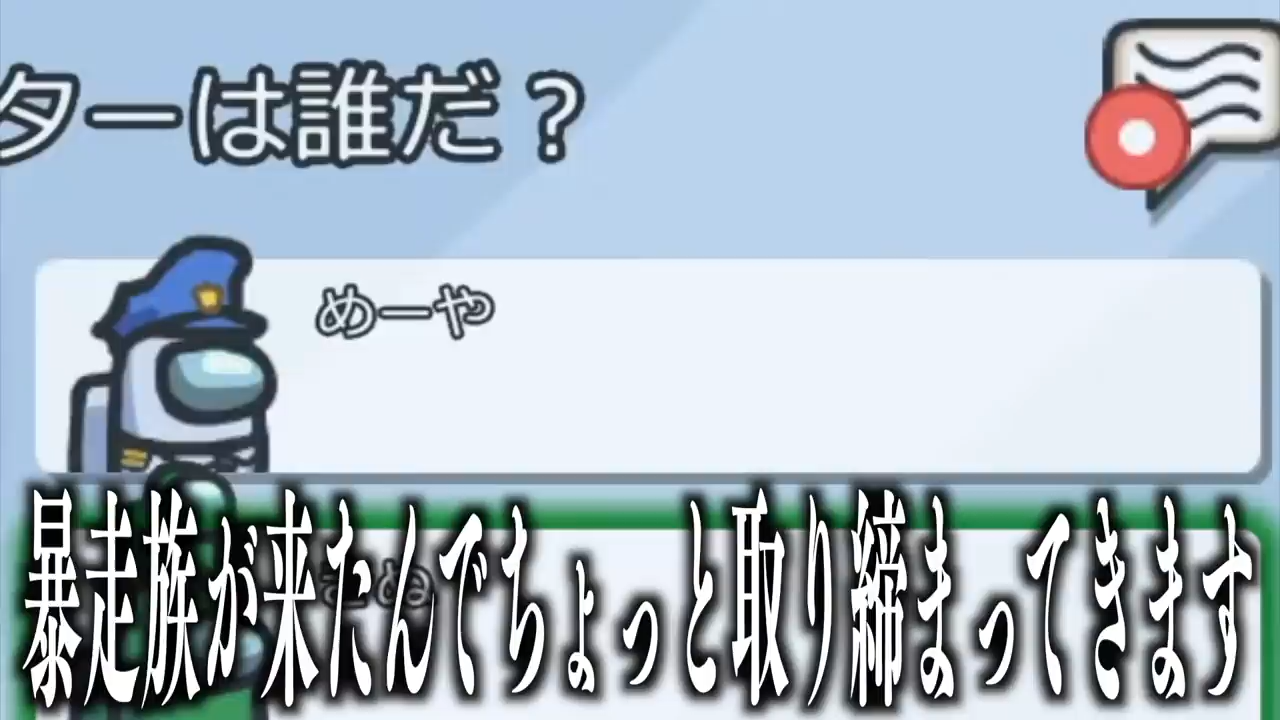 ターは誰だ？
めーや
暴走族が来たんでちょっと取り締まってきます